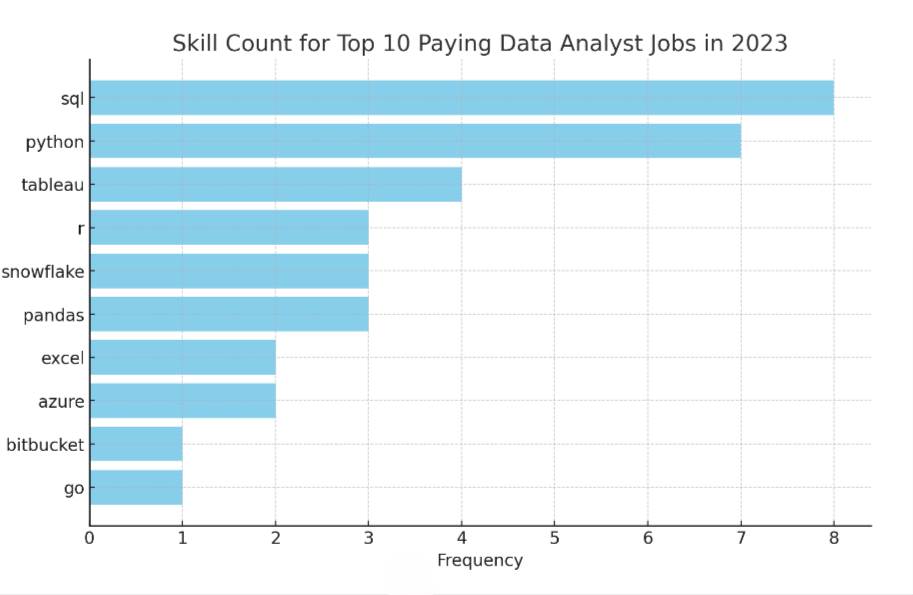 Skill Count for Top 10 Paying Data Analyst Jobs in 2023
sql
python
tableau
r
snowflake
pandas
excel
azure
bitbucket
go
0 1 2 3 4 5 6 7 8
Frequency